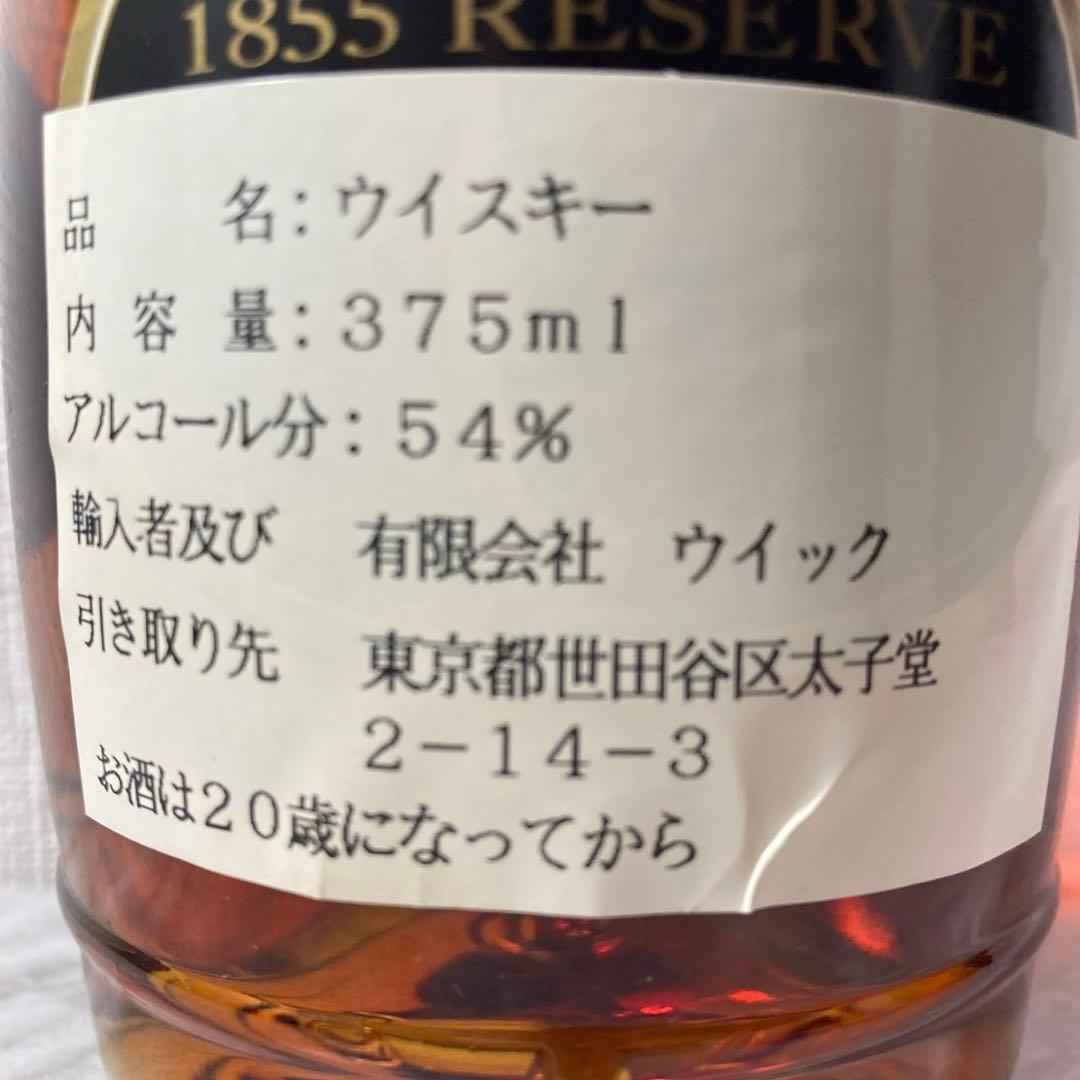 1855 RESERVE
品 名：ウイスキー
内 容 量：３７５ｍｌ
アルコール分：５４％
輸入者及び 有限会社 ウイック
引き取り先 東京都世田谷区太子堂
２－１４－３
お酒は２０歳になってから